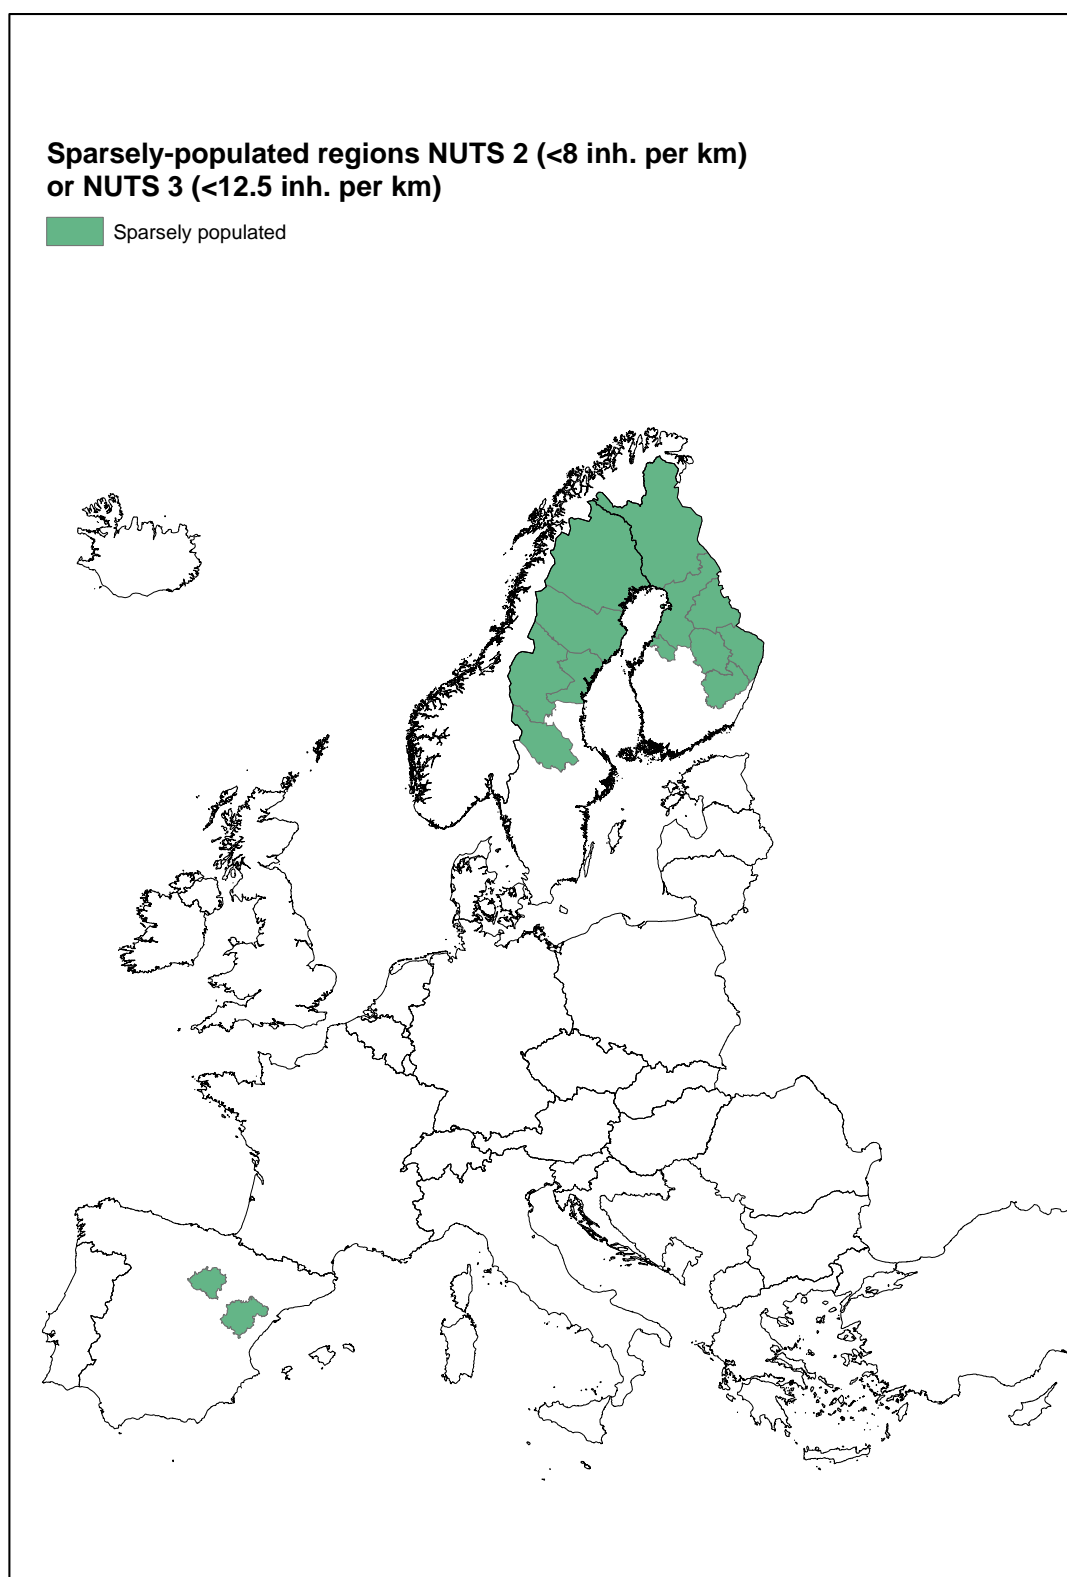 Sparsely-populated regions NUTS 2 (<8 inh. per km)
or NUTS 3 (<12.5 inh. per km)
Sparsely populated